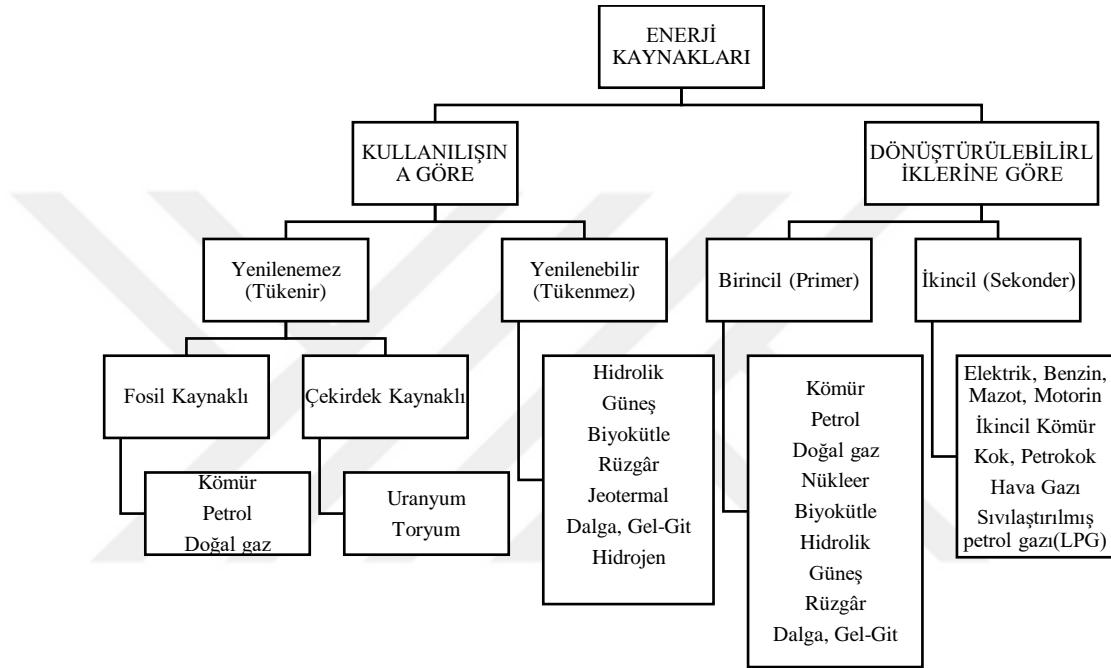 ENERJİ
KAYNAKLARI
KULLANILIŞIN
A GÖRE
DÖNÜŞTÜRÜLEBİLİRL
İKLERİNE GÖRE
Yenilenemez
(Tükenir)
Yenilenebilir
(Tükenmez)
Birincil (Primer)
İkincil (Sekonder)
Fosil Kaynaklı
Çekirdek Kaynaklı
Kömür
Petrol
Doğal gaz
Uranyum
Toryum
Hidrolik
Güneş
Biyokütle
Rüzgâr
Jeotermal
Dalga, Gel-Git
Hidrojen
Kömür
Petrol
Doğal gaz
Nükleer
Biyokütle
Hidrolik
Güneş
Rüzgâr
Dalga, Gel-Git
Elektrik, Benzin,
Mazot, Motorin
İkincil Kömür
Kok, Petrokok
Hava Gazı
Sıvılaştırılmış
petrol gazı(LPG)